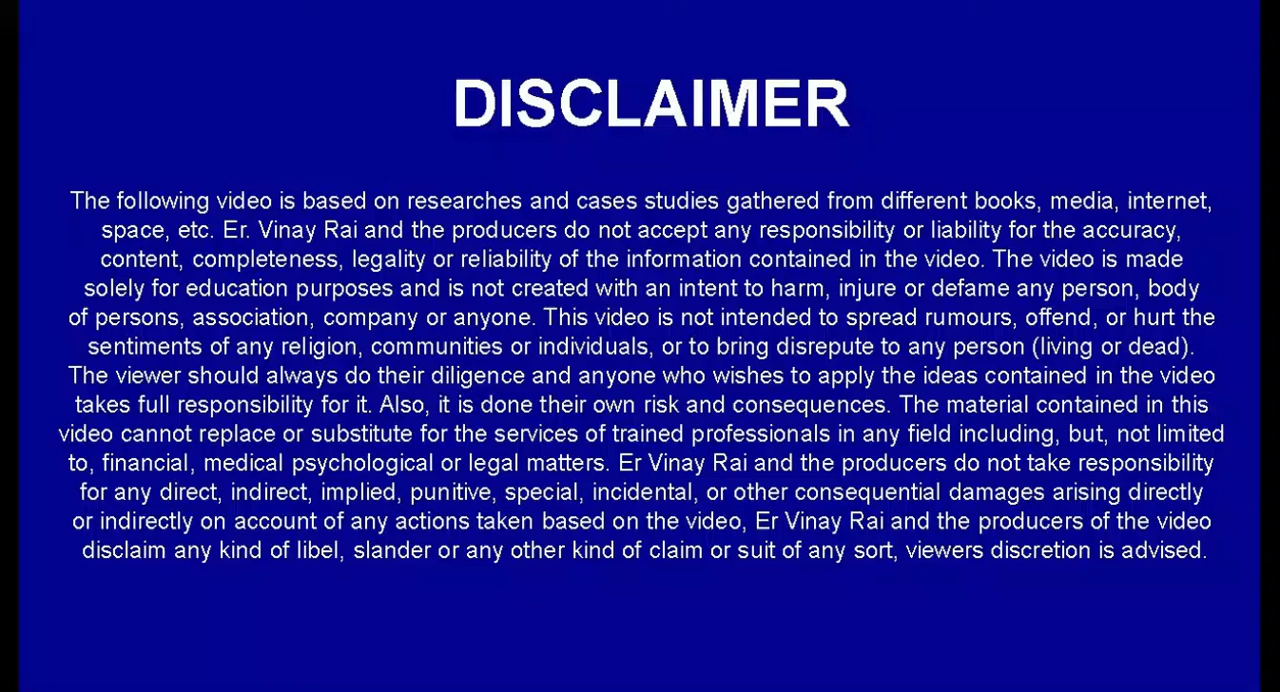 DISCLAIMER
The following video is based on researches and cases studies gathered from different books, media, internet,
space, etc. Er. Vinay Rai and the producers do not accept any responsibility or liability for the accuracy,
content, completeness, legality or reliability of the information contained in the video. The video is made
solely for education purposes and is not created with an intent to harm, injure or defame any person, body
of persons, association, company or anyone. This video is not intended to spread rumours, offend, or hurt the
sentiments of any religion, communities or individuals, or to bring disrepute to any person (living or dead).
The viewer should always do their diligence and anyone who wishes to apply the ideas contained in the video
takes full responsibility for it. Also, it is done their own risk and consequences. The material contained in this
video cannot replace or substitute for the services of trained professionals in any field including, but, not limited
to, financial, medical psychological or legal matters. Er Vinay Rai and the producers do not take responsibility
for any direct, indirect, implied, punitive, special, incidental, or other consequential damages arising directly
or indirectly on account of any actions taken based on the video, Er Vinay Rai and the producers of the video
disclaim any kind of libel, slander or any other kind of claim or suit of any sort, viewers discretion is advised.